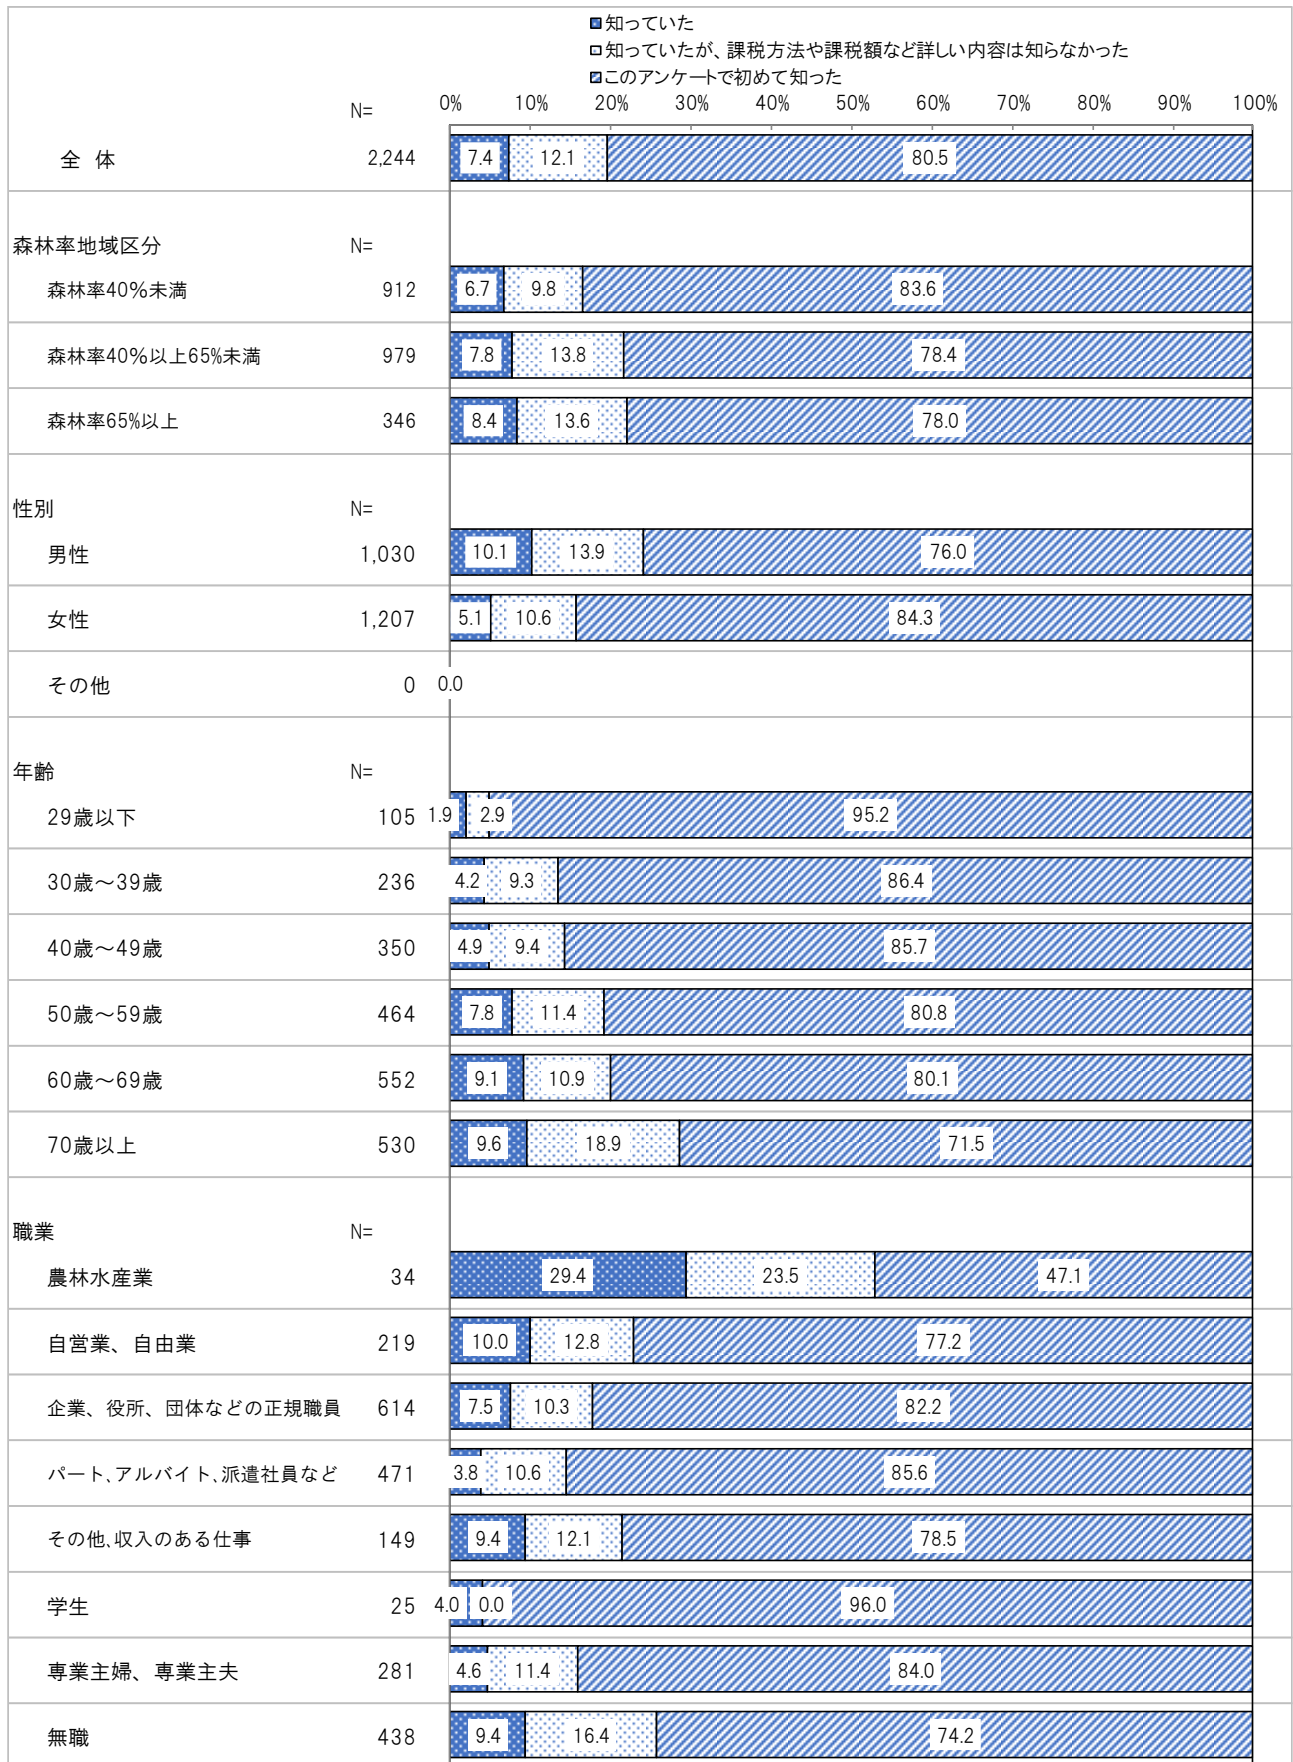 知っていた
知っていたが、課税方法や課税額など詳しい内容は知らなかった
このアンケートで初めて知った
N= 0% 10% 20% 30% 40% 50% 60% 70% 80% 90% 100%
全 体 2,244 7.4 12.1 80.5
森林率地域区分 N=
森林率40%未満 912 6.7 9.8 83.6
森林率40%以上65%未満 979 7.8 13.8 78.4
森林率65%以上 346 8.4 13.6 78.0
性別 N=
男性 1,030 10.1 13.9 76.0
女性 1,207 5.1 10.6 84.3
その他 0 0.0
年齢 N=
29歳以下 105 1.9 2.9 95.2
30歳～39歳 236 4.2 9.3 86.4
40歳～49歳 350 4.9 9.4 85.7
50歳～59歳 464 7.8 11.4 80.8
60歳～69歳 552 9.1 10.9 80.1
70歳以上 530 9.6 18.9 71.5
職業 N=
農林水産業 34 29.4 23.5 47.1
自営業、自由業 219 10.0 12.8 77.2
企業、役所、団体などの正規職員 614 7.5 10.3 82.2
パート、アルバイト、派遣社員など 471 3.8 10.6 85.6
その他、収入のある仕事 149 9.4 12.1 78.5
学生 25 4.0 0.0 96.0
専業主婦、専業主夫 281 4.6 11.4 84.0
無職 438 9.4 16.4 74.2